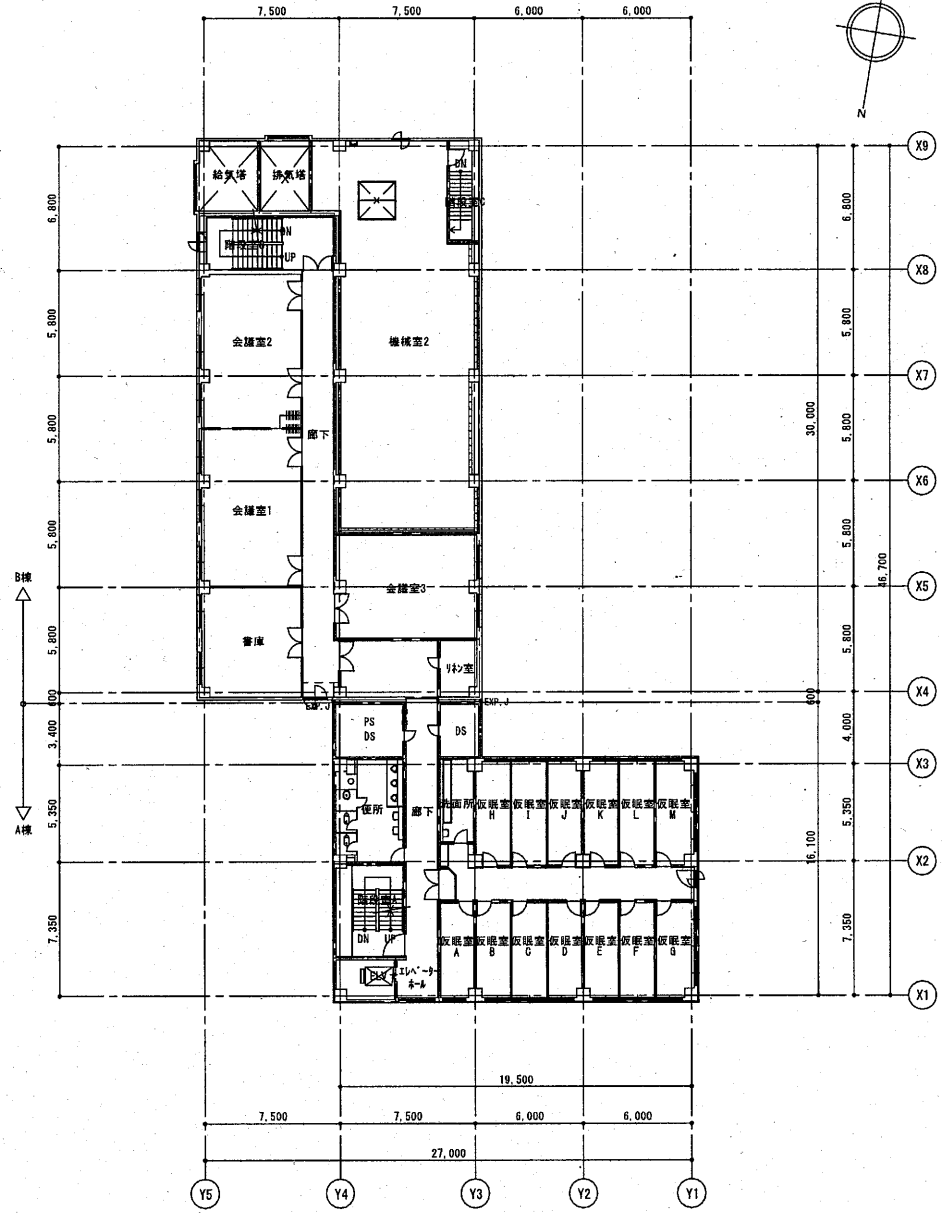 7,500
7,500
6,000
6,000
N
X9
給気塔
排気塔
DN
階段室C
6,800
6,800
階段室B
DN
UP
X8
5,800
会議室2
機械室2
5,800
X7
5,800
廊下
30,000
5,800
X6
会議室1
5,800
5,800
46,700
B棟
会議室3
X5
5,800
書庫
リネン室
5,800
X4
600
600
EXP.J
EXP.J
3,400
PS
DS
DS
4,000
X3
5,350
便所
廊下
洗面所
仮眠室
H
仮眠室
I
仮眠室
J
仮眠室
K
仮眠室
L
仮眠室
M
5,350
A棟
16,100
X2
7,350
階段室A
DN
UP
仮眠室
A
仮眠室
B
仮眠室
C
仮眠室
D
仮眠室
E
仮眠室
F
仮眠室
G
7,350
ELV
エレベーター
ホール
X1
19,500
7,500
7,500
6,000
6,000
27,000
Y5
Y4
Y3
Y2
Y1